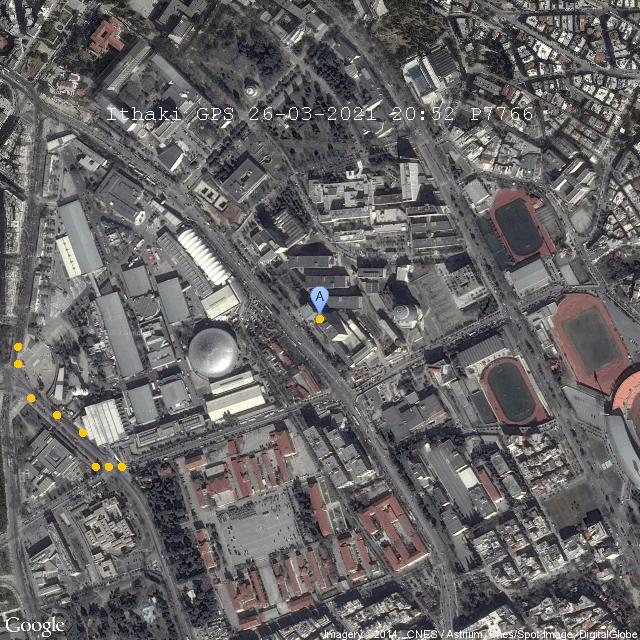 Ithaki GPS 26-03-2021 20:52 P7766
A
Google
Imagery ©2014, CNES / Astrium, Cnes/Spot Image, DigitalGlobe